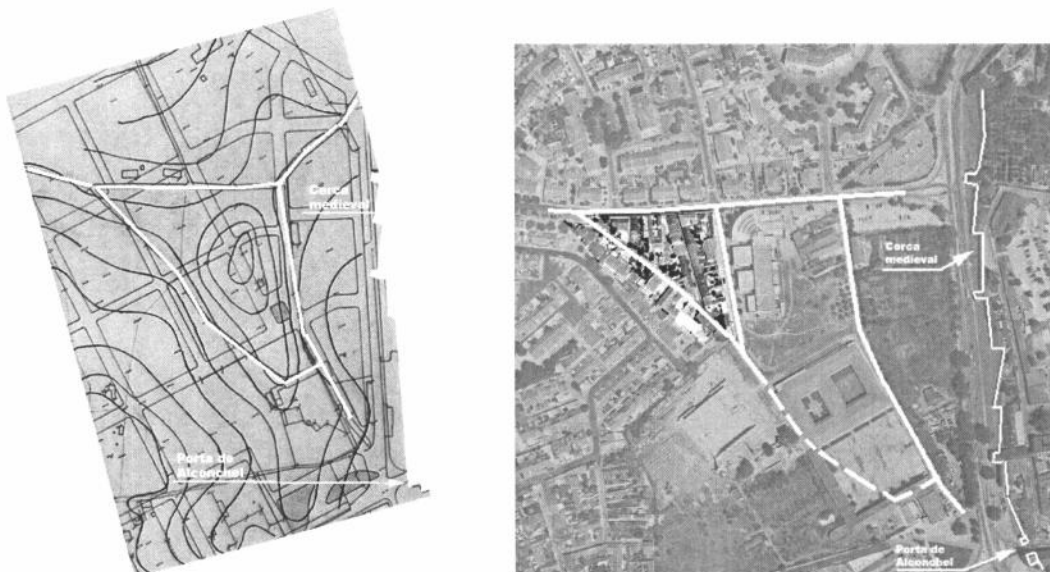 Cerca
medieval
Porta de
Alconchel
Cerca
medieval
Porta de
Alconchel